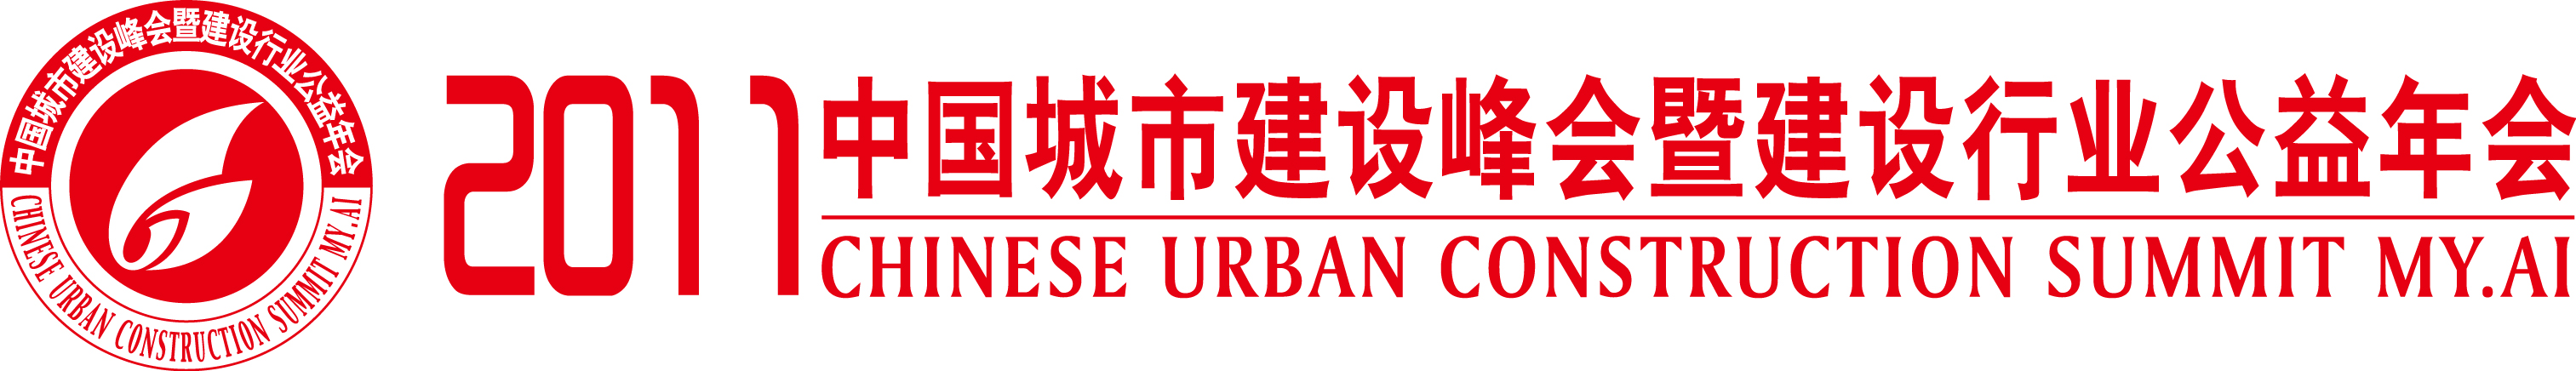 中国城市建设峰会暨建设行业公益年会
CHINESE URBAN CONSTRUCTION SUMMIT MY.AI
2011
中国城市建设峰会暨建设行业公益年会
CHINESE URBAN CONSTRUCTION SUMMIT MY.AI